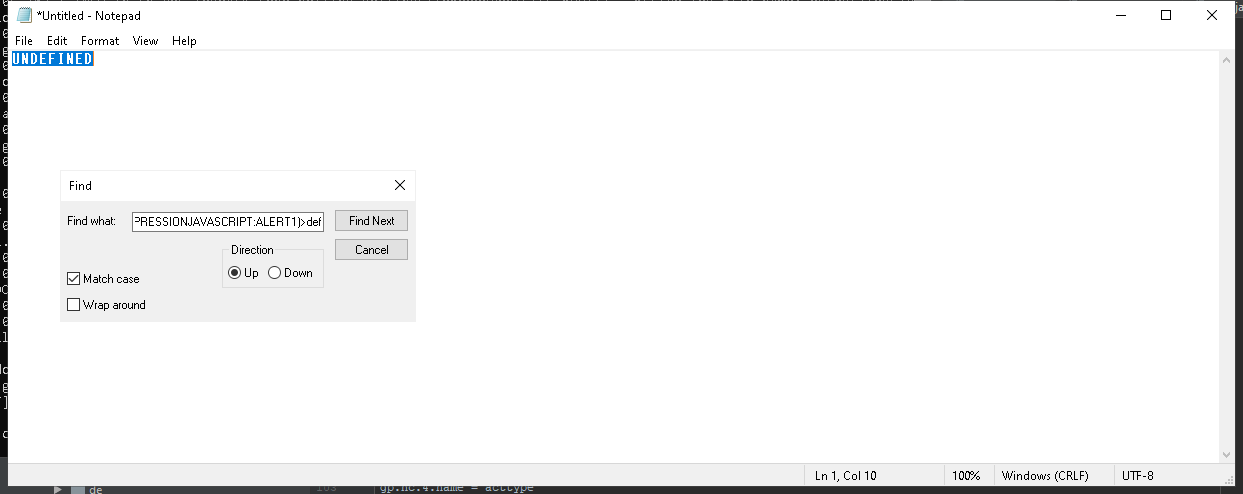 *Untitled - Notepad
File Edit Format View Help
UNDEFINED
Find
Find what: PRESSIONJAVASCRIPT:ALERT1)>def Find Next
Direction Cancel
Up Down
Match case
Wrap around
Ln 1, Col 10 100% Windows (CRLF) UTF-8
de gp.nc.4.name = acctype